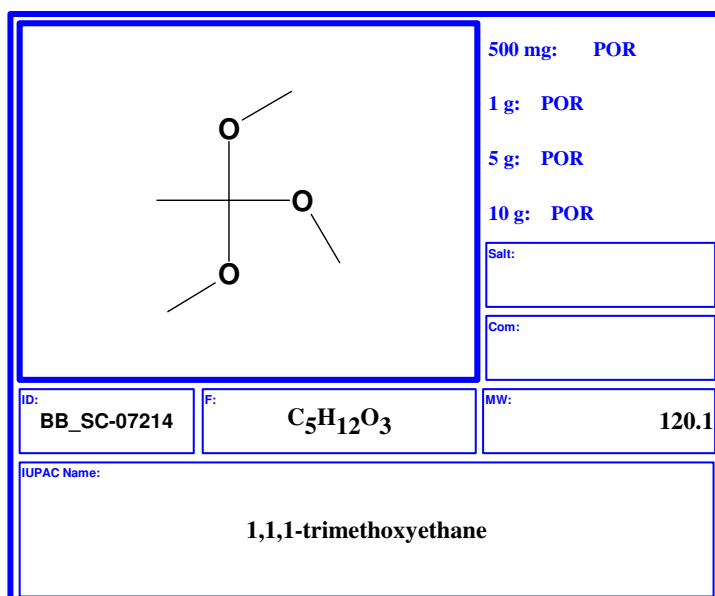 O
O
O
500 mg: POR
1 g: POR
5 g: POR
10 g: POR
Salt:
Com:
ID:
BB_SC-07214
F:
C5H12O3
MW:
120.1
IUPAC Name:
1,1,1-trimethoxyethane